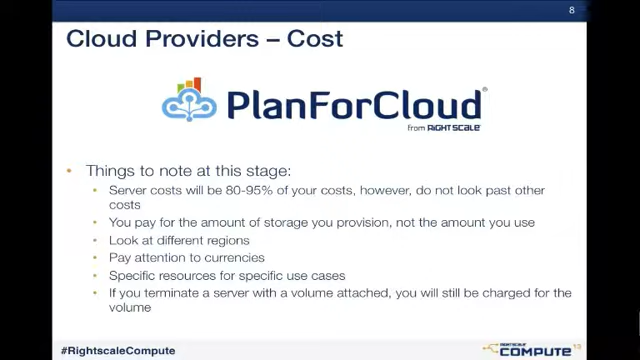 8
Cloud Providers – Cost
PlanForCloud®
from RIGHTSCALE
• Things to note at this stage:
• Server costs will be 80-95% of your costs, however, do not look past other
costs
• You pay for the amount of storage you provision, not the amount you use
• Look at different regions
• Pay attention to currencies
• Specific resources for specific use cases
• If you terminate a server with a volume attached, you will still be charged for the
volume
#RightscaleCompute
RIGHTSCALE
COMPUTE 13